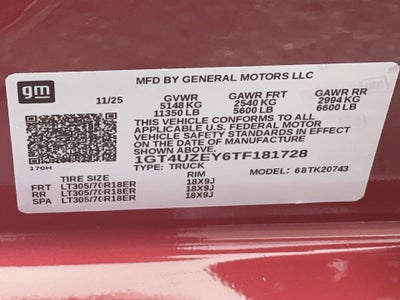 gm
MFD BY GENERAL MOTORS LLC
11/25 GVWR GAWR FRT GAWR RR
5148 KG 2540 KG 2994 KG
11350 LB 5600 LB 6600 LB
THIS VEHICLE CONFORMS TO ALL
APPLICABLE U.S. FEDERAL MOTOR
VEHICLE SAFETY STANDARDS IN EFFECT
ON THE DATE OF MANUFACTURE
1GT4UZEY6TF181728
170H TYPE: TRUCK MODEL: 68TK20743
TIRE SIZE RIM
FRT LT305/70R18ER 18X9J
RR LT305/70R18ER 18X9J
SPA LT305/70R18ER 18X9J